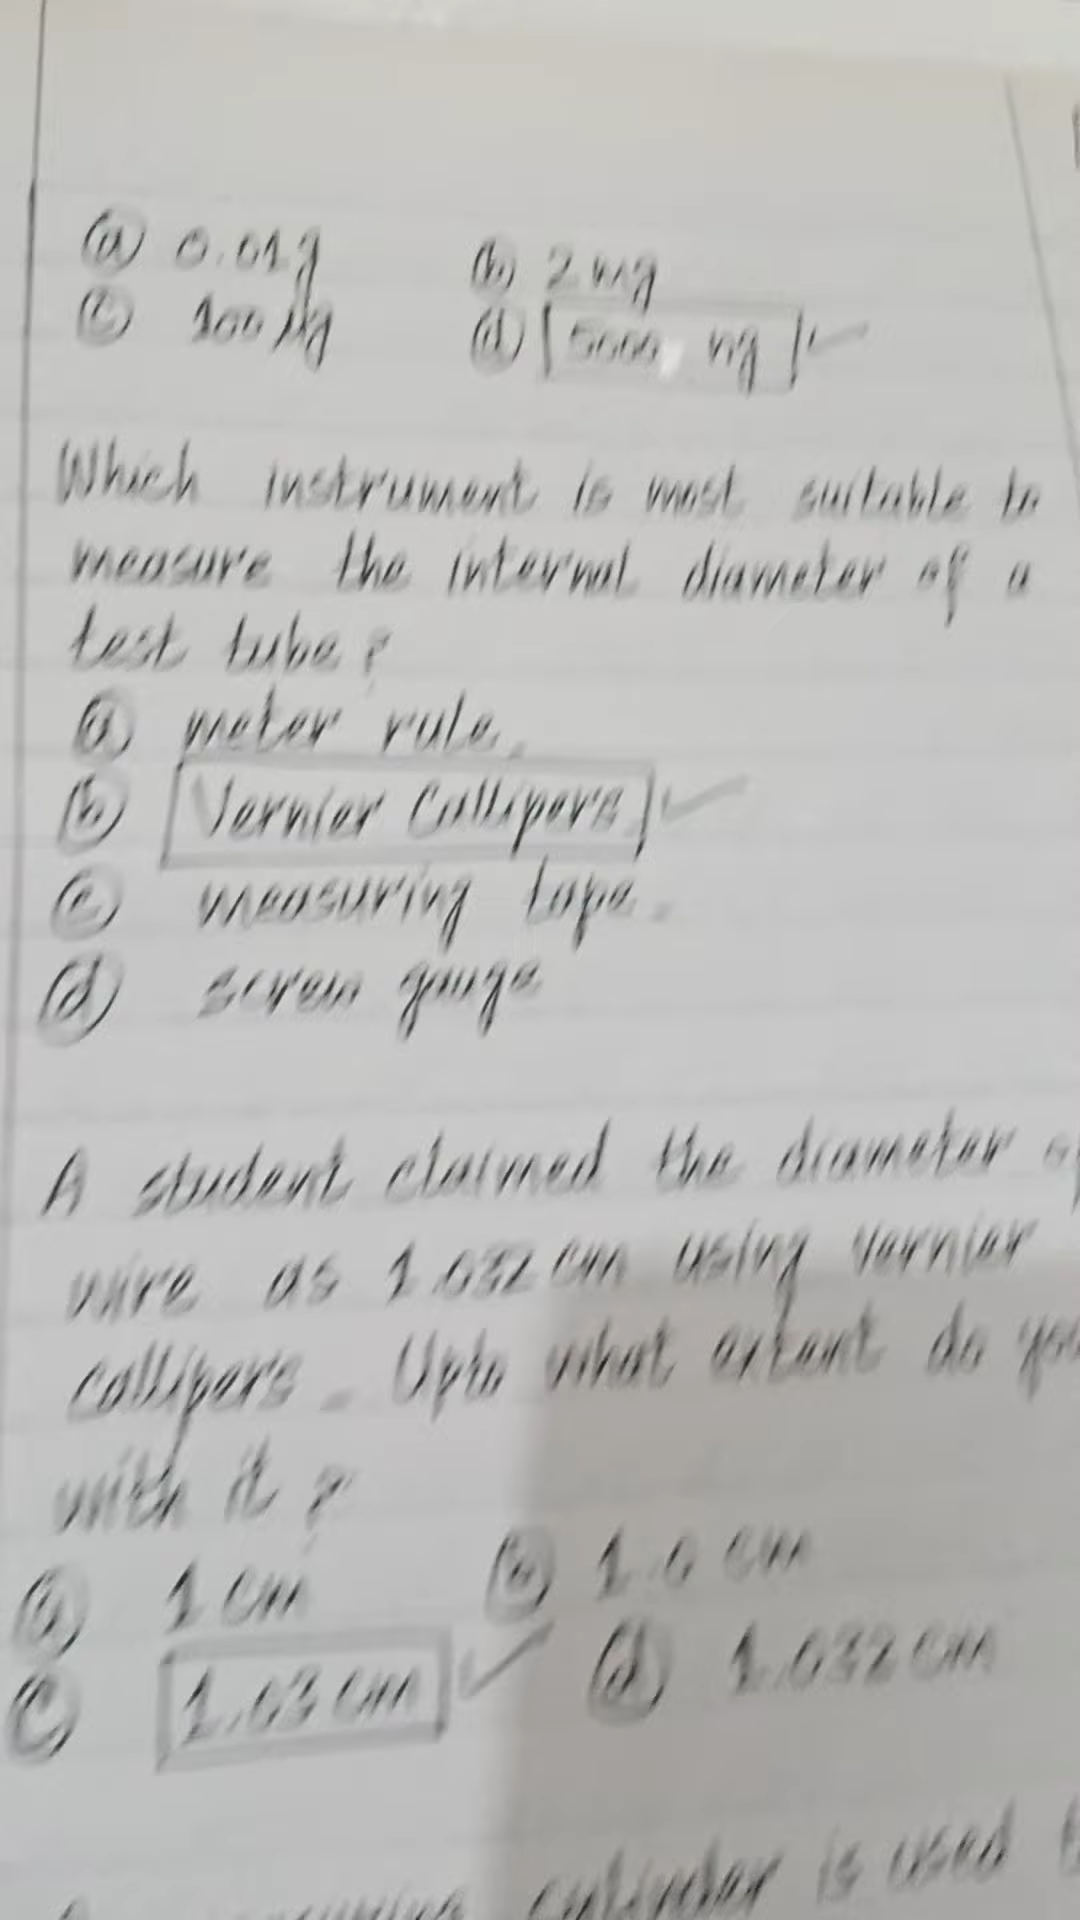 (a) 0.01g (b) 2 mg
(c) 100 μg (d) 5000 ng
Which instrument is most suitable to
measure the internal diameter of a
test tube?
(a) meter rule.
(b) Vernier Callipers
(c) measuring tape.
(d) screw gauge
A student claimed the diameter of
wire as 1.032 cm using vernier
callipers. Upto what extent do you
with it?
(a) 1 cm (b) 1.0 cm
(c) 1.03 cm (d) 1.032 cm
cylinder is used